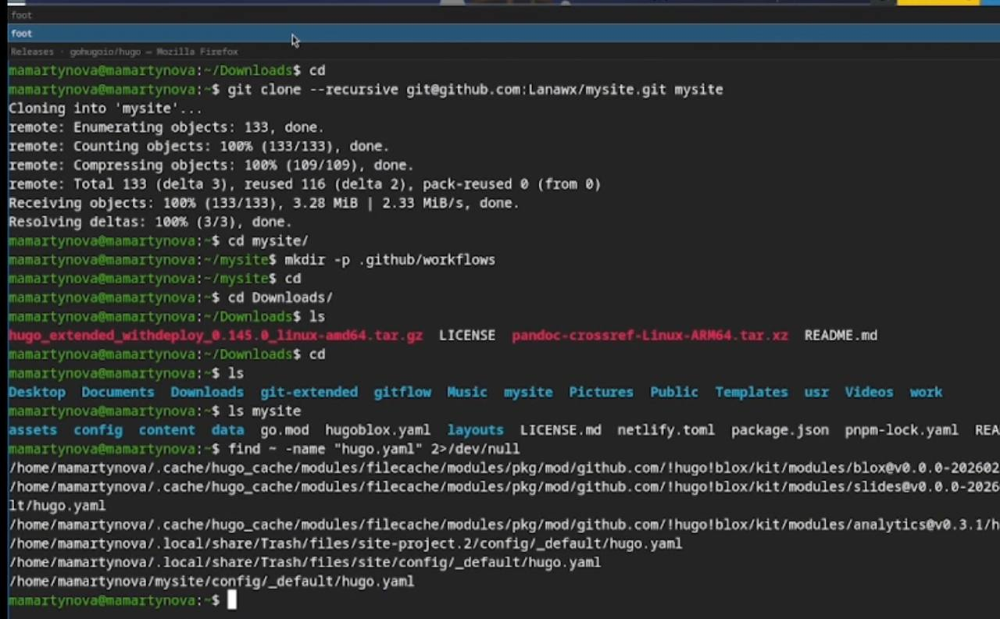 foot
foot
Releases · gohugoio/hugo — Mozilla Firefox
mamartynova@mamartynova:~/Downloads$ cd
mamartynova@mamartynova:~$ git clone --recursive git@github.com:Lanawx/mysite.git mysite
Cloning into 'mysite'...
remote: Enumerating objects: 133, done.
remote: Counting objects: 100% (133/133), done.
remote: Compressing objects: 100% (109/109), done.
remote: Total 133 (delta 3), reused 116 (delta 2), pack-reused 0 (from 0)
Receiving objects: 100% (133/133), 3.28 MiB | 2.33 MiB/s, done.
Resolving deltas: 100% (3/3), done.
mamartynova@mamartynova:~$ cd mysite/
mamartynova@mamartynova:~/mysite$ mkdir -p .github/workflows
mamartynova@mamartynova:~/mysite$ cd
mamartynova@mamartynova:~$ cd Downloads/
mamartynova@mamartynova:~/Downloads$ ls
hugo_extended_withdeploy_0.145.0_linux-amd64.tar.gz  LICENSE  pandoc-crossref-Linux-ARM64.tar.xz  README.md
mamartynova@mamartynova:~/Downloads$ cd
mamartynova@mamartynova:~$ ls
Desktop  Documents  Downloads  git-extended  gitflow  Music  mysite  Pictures  Public  Templates  usr  Videos  work
mamartynova@mamartynova:~$ ls mysite
assets  config  content  data  go.mod  hugoblox.yaml  layouts  LICENSE.md  netlify.toml  package.json  pnpm-lock.yaml  REA
mamartynova@mamartynova:~$ find ~ -name "hugo.yaml" 2>/dev/null
/home/mamartynova/.cache/hugo_cache/modules/filecache/modules/pkg/mod/github.com/!hugo!blox/kit/modules/blox@v0.0.0-202602
/home/mamartynova/.cache/hugo_cache/modules/filecache/modules/pkg/mod/github.com/!hugo!blox/kit/modules/slides@v0.0.0-2026
lt/hugo.yaml
/home/mamartynova/.cache/hugo_cache/modules/filecache/modules/pkg/mod/github.com/!hugo!blox/kit/modules/analytics@v0.3.1/h
/home/mamartynova/.local/share/Trash/files/site-project.2/config/_default/hugo.yaml
/home/mamartynova/.local/share/Trash/files/site/config/_default/hugo.yaml
/home/mamartynova/mysite/config/_default/hugo.yaml
mamartynova@mamartynova:~$